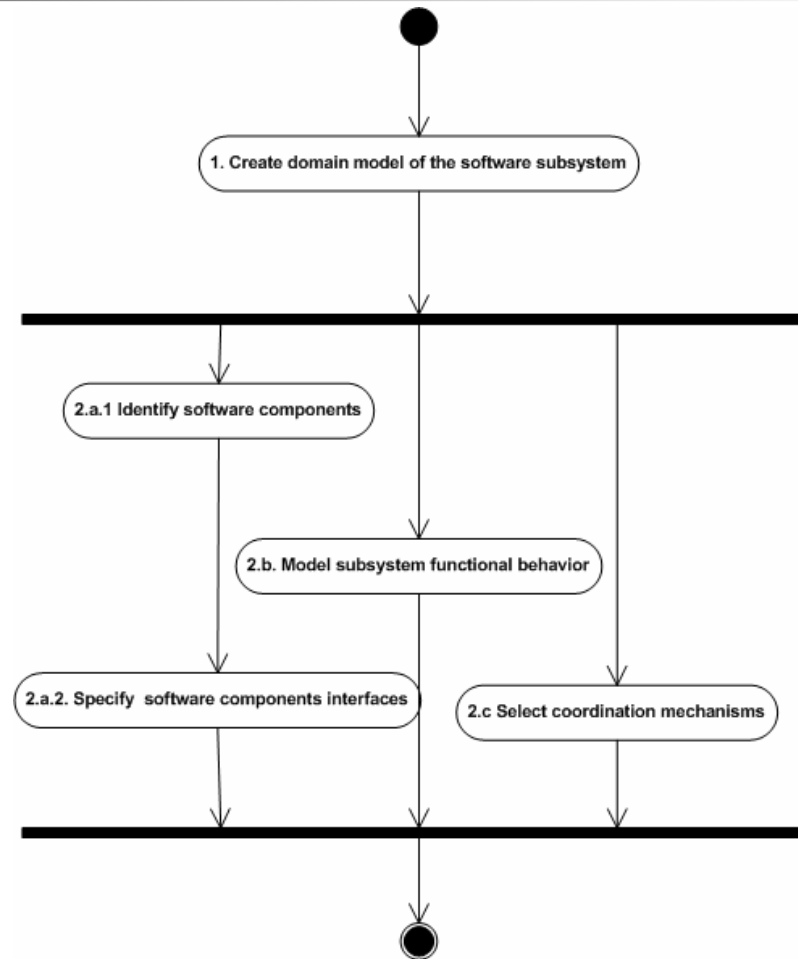 1. Create domain model of the software subsystem
2.a.1 Identify software components
2.b. Model subsystem functional behavior
2.a.2. Specify  software components interfaces
2.c Select coordination mechanisms